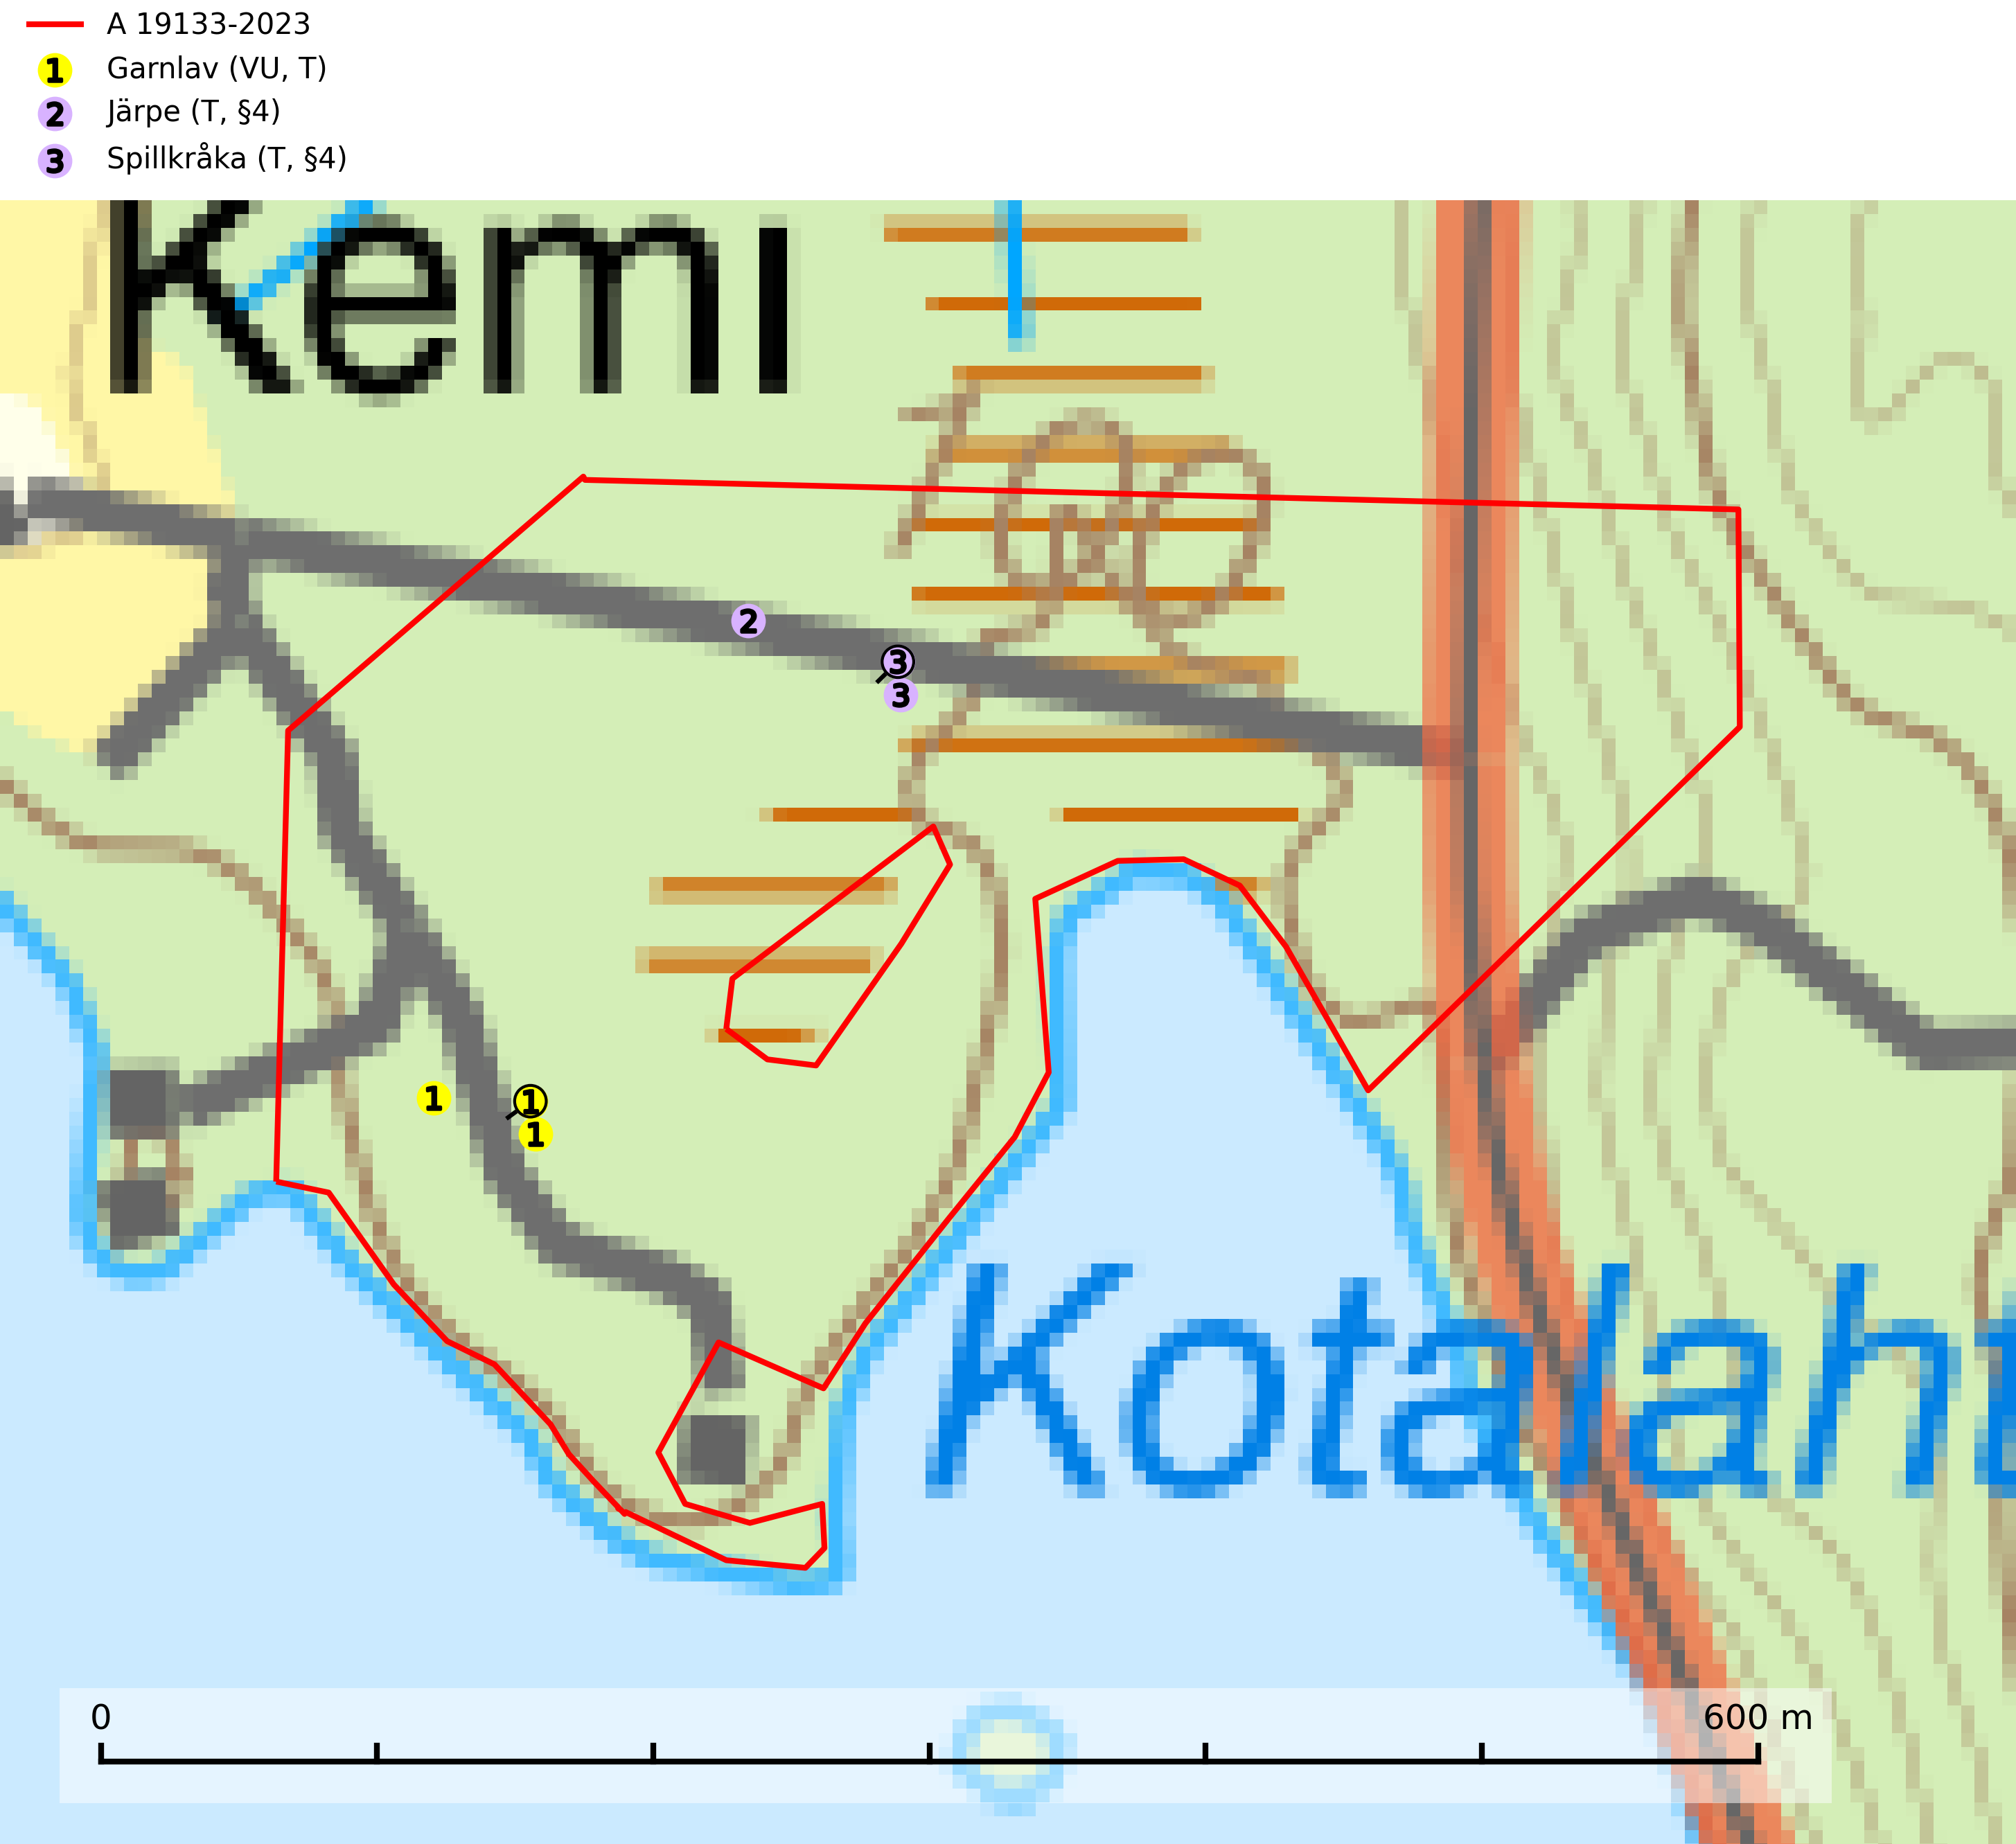 A 19133-2023
1 Garnlav (VU, T)
2 Järpe (T, §4)
3 Spillkråka (T, §4)
Kemi
2
3
3
1
1
1
Kotalaht
0
600 m